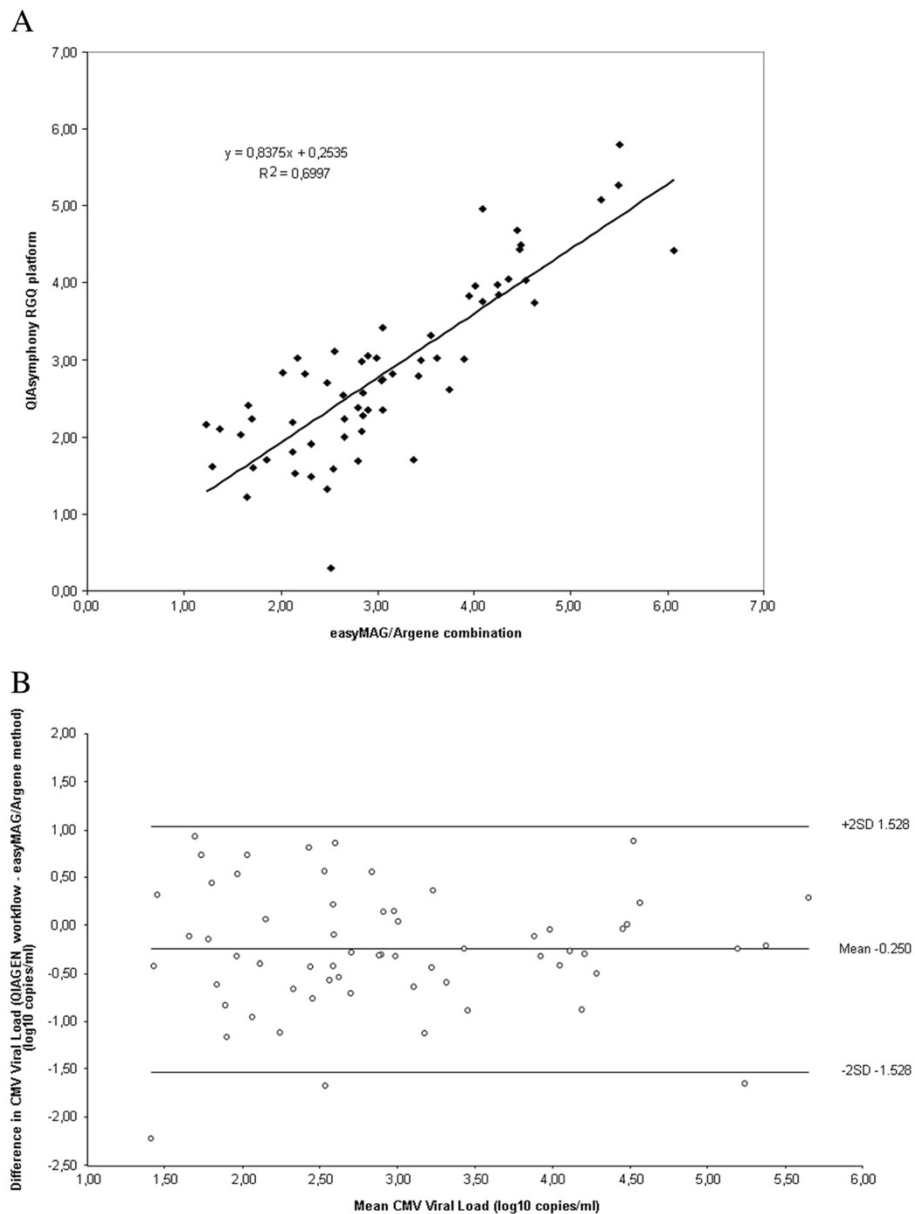 A
7,00
6,00
5,00
4,00
3,00
2,00
1,00
0,00
QIAsymphony RGQ platform
y = 0,8375x + 0,2535
R2 = 0,6997
0,00 1,00 2,00 3,00 4,00 5,00 6,00 7,00
easyMAG/Argene combination
B
Difference in CMV Viral Load (QIAGEN workflow - easyMAG/Argene method)
(log10 copies/ml)
2,00
1,50
1,00
0,50
0,00
-0,50
-1,00
-1,50
-2,00
-2,50
+2SD 1.528
Mean -0.250
-2SD -1.528
1,00 1,50 2,00 2,50 3,00 3,50 4,00 4,50 5,00 5,50 6,00
Mean CMV Viral Load (log10 copies/ml)